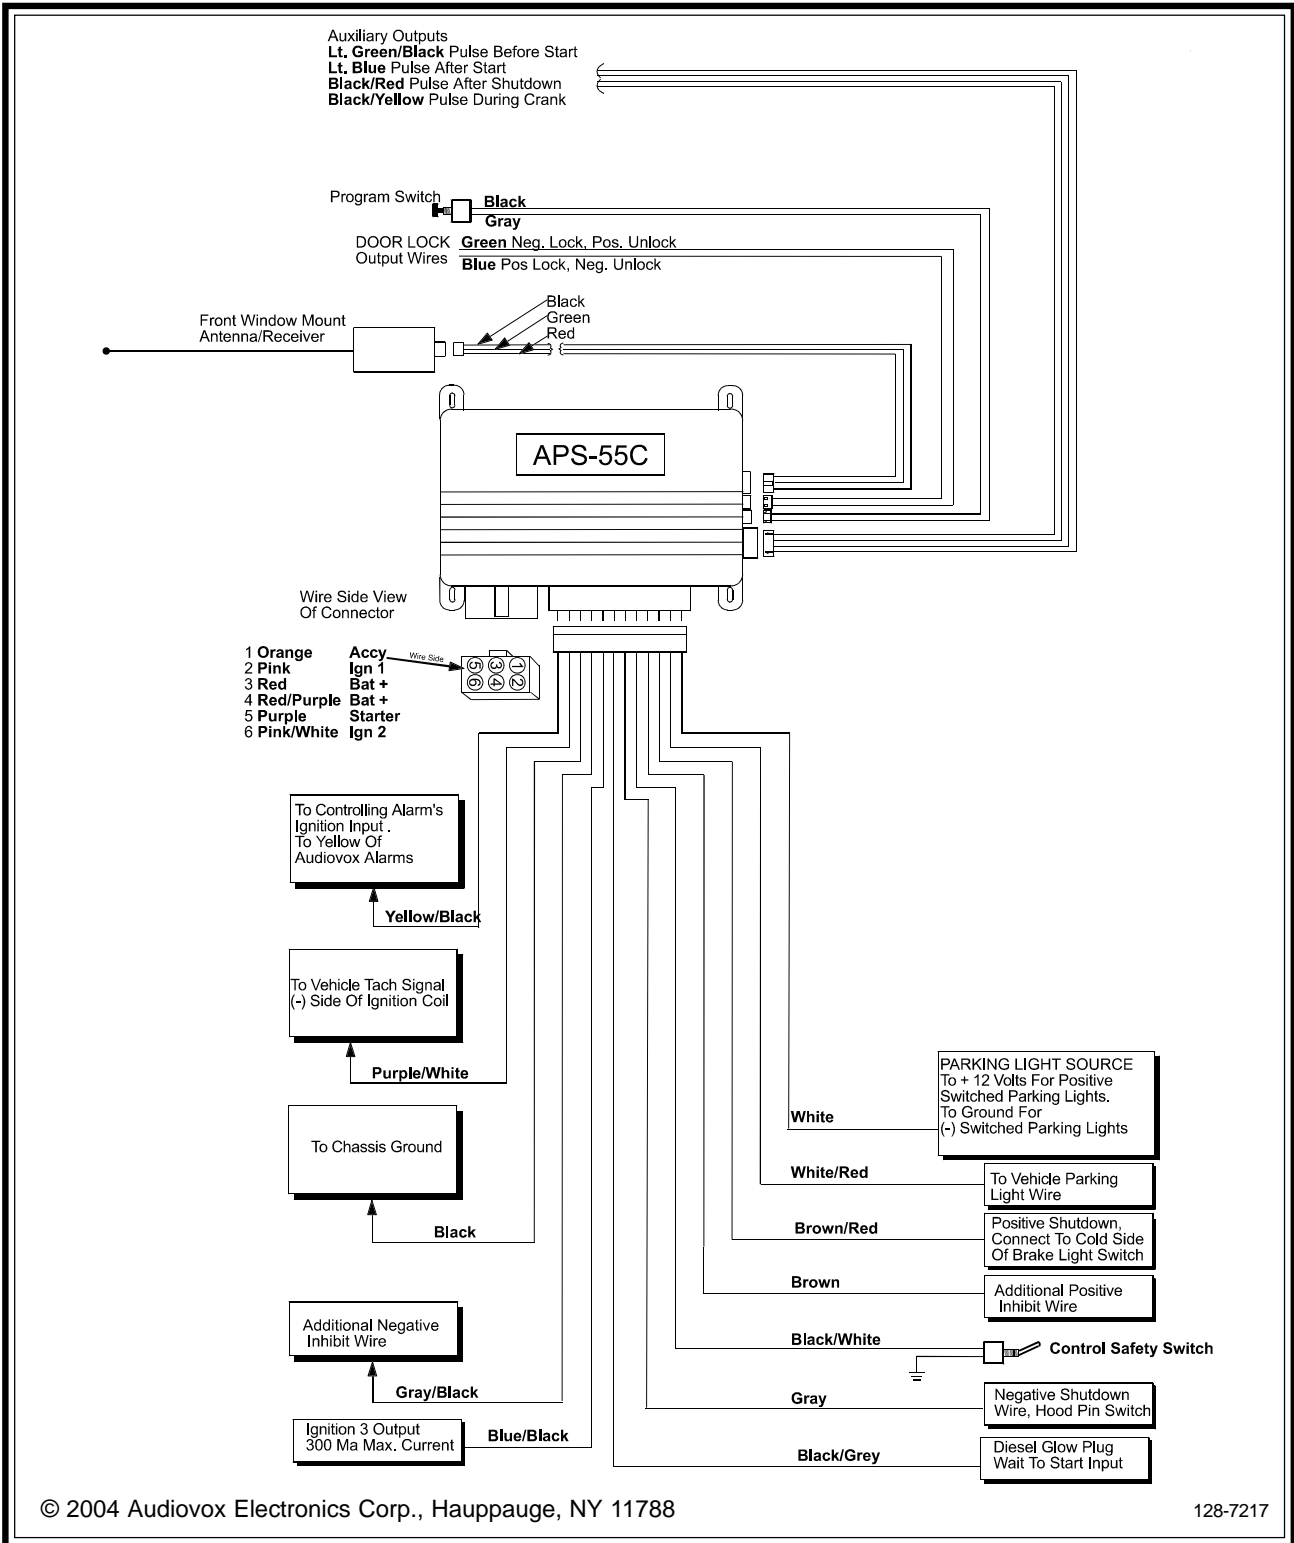 Auxiliary Outputs
Lt. Green/Black Pulse Before Start
Lt. Blue Pulse After Start
Black/Red Pulse After Shutdown
Black/Yellow Pulse During Crank
Program Switch
Black
Gray
DOOR LOCK
Output Wires
Green Neg. Lock, Pos. Unlock
Blue Pos Lock, Neg. Unlock
Black
Green
Red
Front Window Mount
Antenna/Receiver
APS-55C
Wire Side View
Of Connector
1 Orange Accy
2 Pink Ign 1
3 Red Bat +
4 Red/Purple Bat +
5 Purple Starter
6 Pink/White Ign 2
Wire Side
5 3 1
6 4 2
To Controlling Alarm's
Ignition Input .
To Yellow Of
Audiovox Alarms
Yellow/Black
To Vehicle Tach Signal
(-) Side Of Ignition Coil
Purple/White
To Chassis Ground
Black
Additional Negative
Inhibit Wire
Gray/Black
Ignition 3 Output
300 Ma Max. Current
Blue/Black
White
PARKING LIGHT SOURCE
To + 12 Volts For Positive
Switched Parking Lights.
To Ground For
(-) Switched Parking Lights
White/Red
To Vehicle Parking
Light Wire
Brown/Red
Positive Shutdown,
Connect To Cold Side
Of Brake Light Switch
Brown
Additional Positive
Inhibit Wire
Black/White
Control Safety Switch
Gray
Negative Shutdown
Wire, Hood Pin Switch
Black/Grey
Diesel Glow Plug
Wait To Start Input
© 2004 Audiovox Electronics Corp., Hauppauge, NY 11788
128-7217